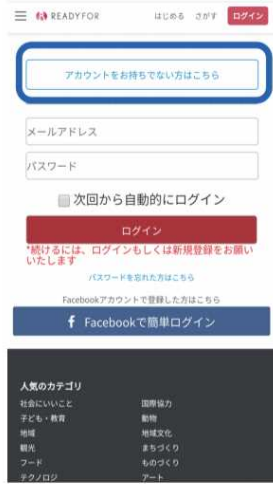 READYFOR はじめる さがす ログイン
アカウントをお持ちでない方はこちら
メールアドレス
パスワード
次回から自動的にログイン
ログイン
*続けるには、ログインもしくは新規登録をお願い
いたします
パスワードを忘れた方はこちら
Facebookアカウントで登録した方はこちら
f Facebookで簡単ログイン
人気のカテゴリ
社会にいいこと 国際協力
子ども・教育 動物
地域 地域文化
観光 まちづくり
フード ものづくり
テクノロジ アート